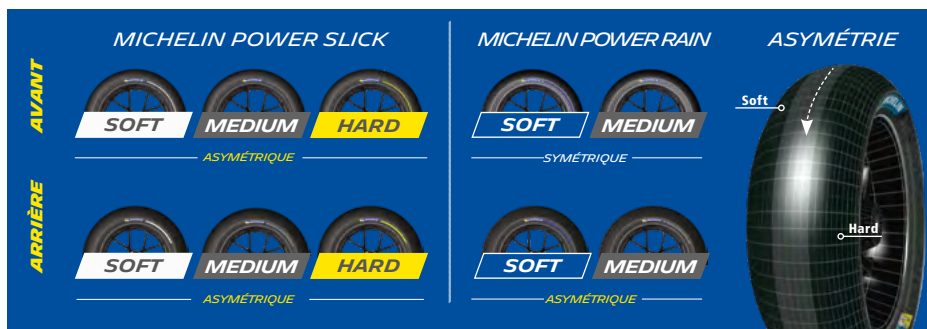 MICHELIN POWER SLICK
MICHELIN POWER RAIN
ASYMÉTRIE
AVANT
SOFT
MEDIUM
HARD
ASYMÉTRIQUE
SOFT
MEDIUM
SYMÉTRIQUE
ARRIÈRE
SOFT
MEDIUM
HARD
ASYMÉTRIQUE
SOFT
MEDIUM
ASYMÉTRIQUE
Soft
Hard